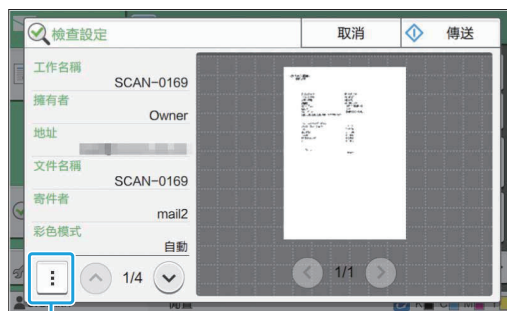 檢查設定
取消
傳送
工作名稱
SCAN-0169
擁有者
Owner
地址
文件名稱
SCAN-0169
寄件者
mail2
彩色模式
自動
1/4
1/1